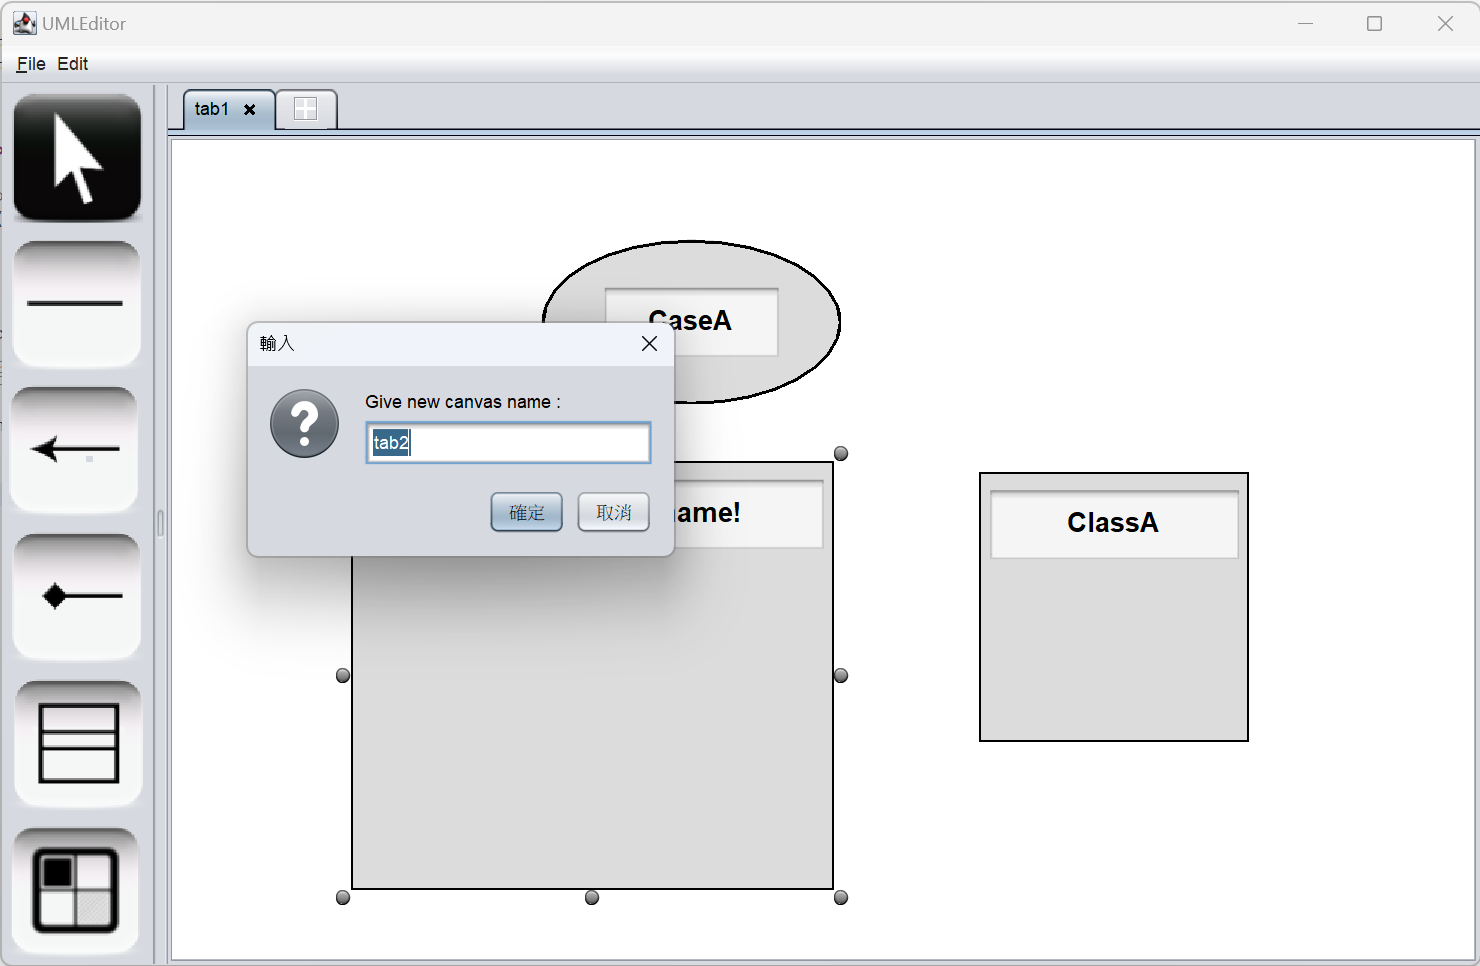 UMLEditor
File Edit
tab1
CaseA
輸入
Give new canvas name :
tab2
確定 取消
ame!
ClassA